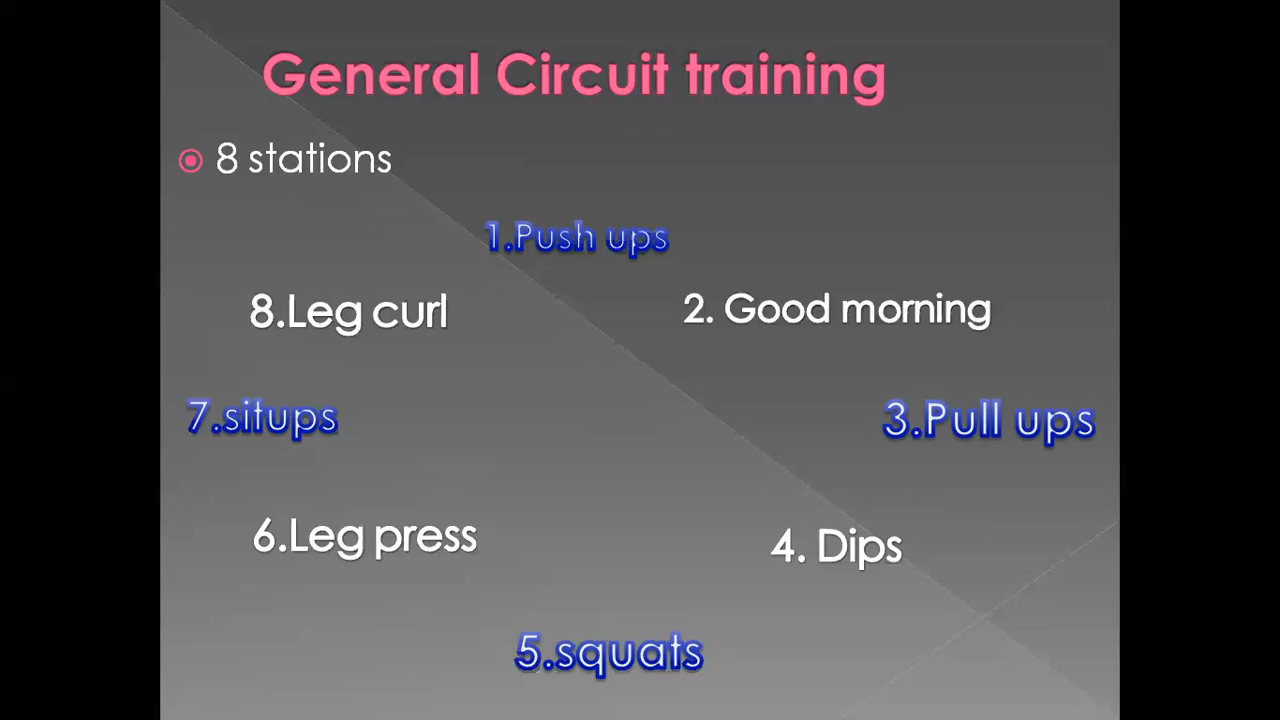 General Circuit training
8 stations
1.Push ups
2. Good morning
3.Pull ups
4. Dips
5.squats
6.Leg press
7.situps
8.Leg curl